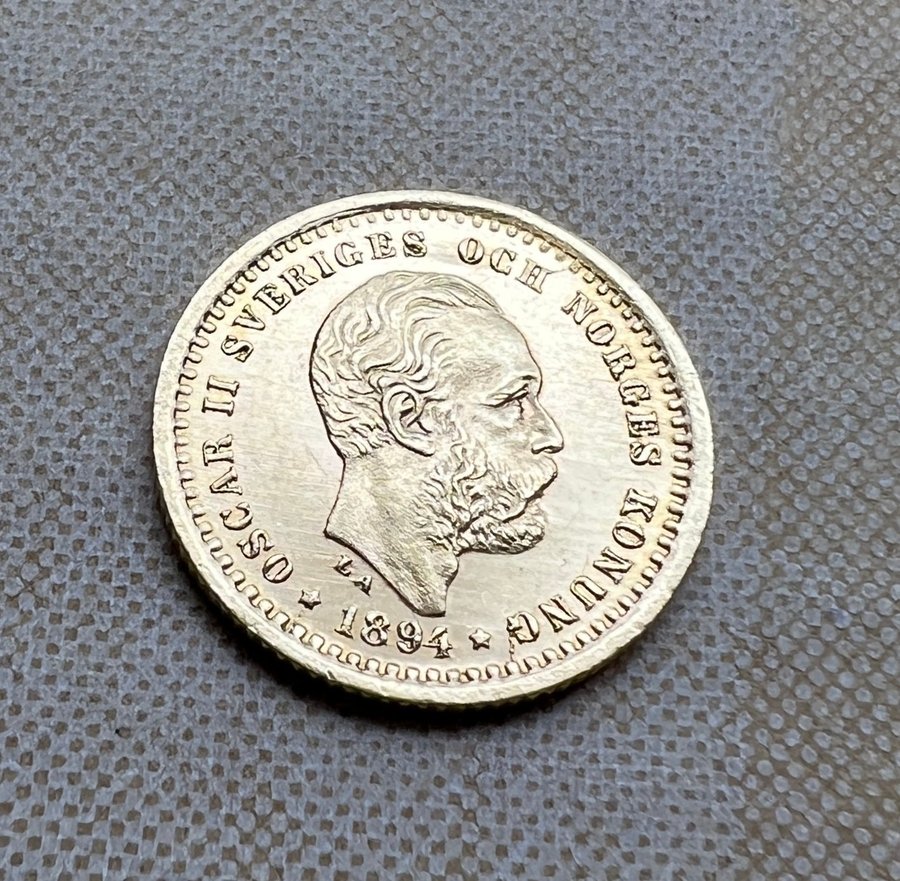 OSCAR II SVERIGES OCH NORGES KONUNG
LA
★ 1894 ★